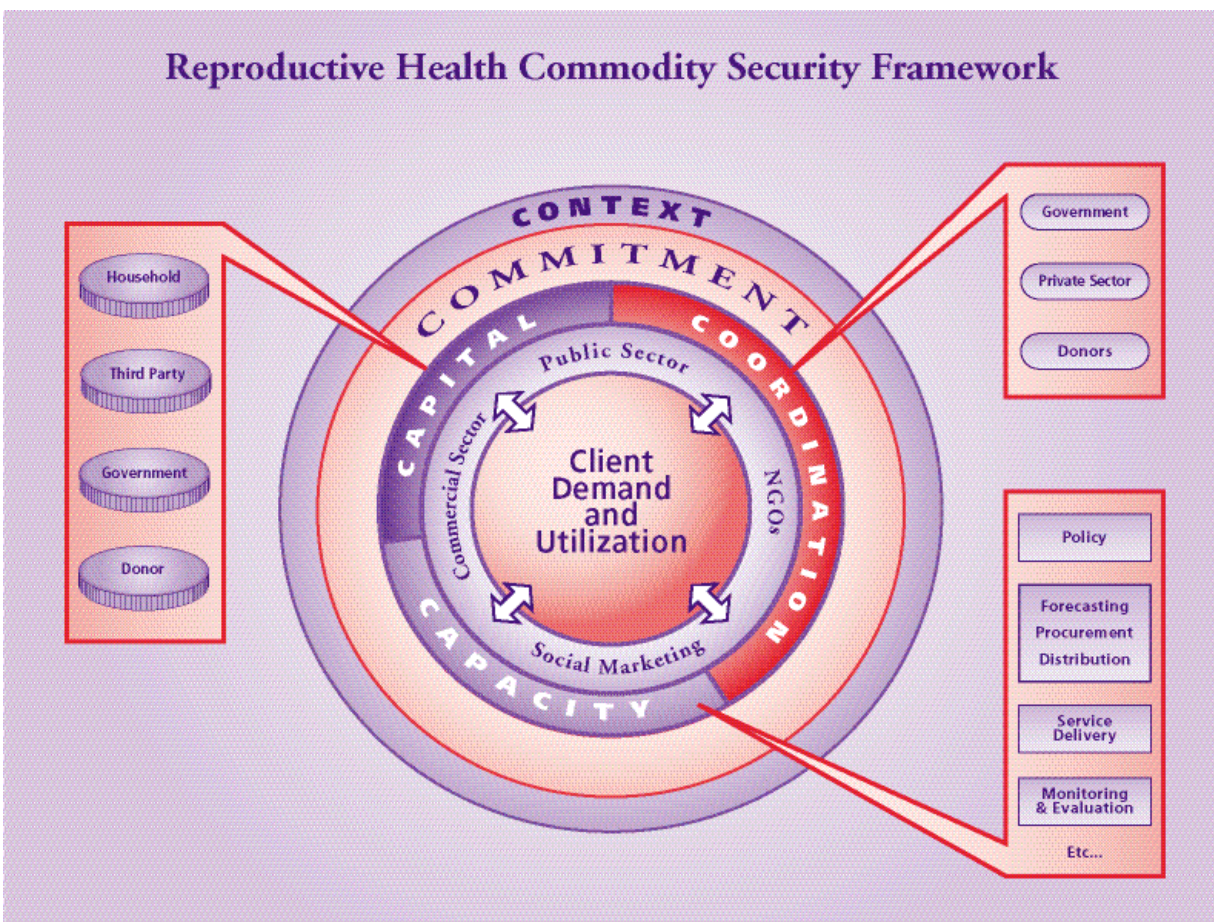 Reproductive Health Commodity Security Framework
CONTEXT
COMMITMENT
CAPITAL
COORDINATION
CAPACITY
Public Sector
Commercial Sector
NGOs
Social Marketing
Client
Demand
and
Utilization
Household
Third Party
Government
Donor
Government
Private Sector
Donors
Policy
Forecasting
Procurement
Distribution
Service
Delivery
Monitoring
& Evaluation
Etc...